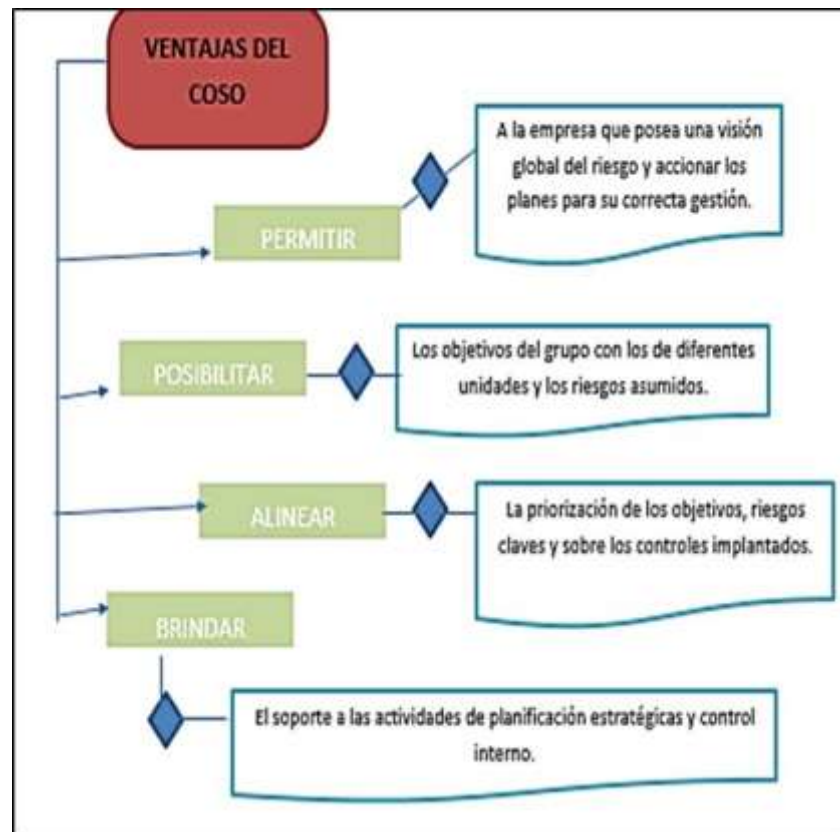 VENTAJAS DEL
COSO
A la empresa que posea una visión
global del riesgo y accionar los
planes para su correcta gestión.
PERMITIR
Los objetivos del grupo con los de diferentes
unidades y los riesgos asumidos.
POSIBILITAR
La priorización de los objetivos, riesgos
claves y sobre los controles implantados.
ALINEAR
BRINDAR
El soporte a las actividades de planificación estratégicas y control
interno.